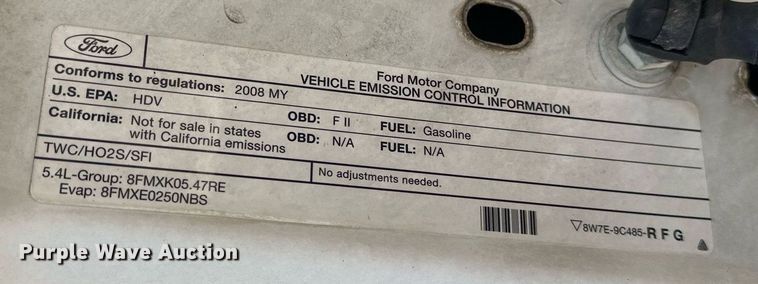 Ford
Ford Motor Company
VEHICLE EMISSION CONTROL INFORMATION
Conforms to regulations: 2008 MY
U.S. EPA: HDV OBD: F II FUEL: Gasoline
California: Not for sale in states with California emissions OBD: N/A FUEL: N/A
TWC/HO2S/SFI
No adjustments needed.
5.4L-Group: 8FMXK05.47RE
Evap: 8FMXE0250NBS
8W7E-9C485-R F G
Purple Wave Auction